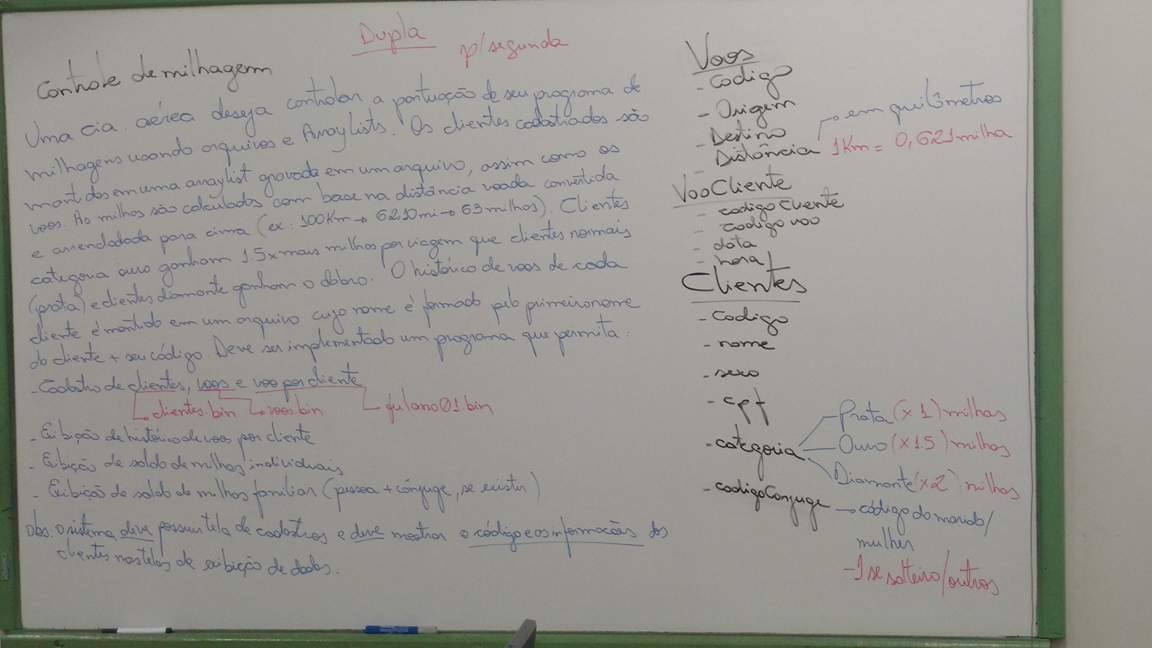 Dupla
p/segunda
Controle de milhagem
Uma cia. aérea deseja controlar a pontuação de seu programa de
milhagens usando arquivos e ArrayLists. Os clientes cadastrados são
mantidos em uma arraylist gravada em um arquivo, assim como os
voos. As milhas são calculadas com base na distância voada convertida
e arrendodada para cima (ex: 100Km → 62,10mi → 63 milhas). Clientes
categoria ouro ganham 1.5x mais milhas por viagem que clientes normais
(prata) e clientes diamante ganham o dobro. O histórico de voos de cada
cliente é mantido em um arquivo cujo nome é formado pelo primeiro nome
do cliente + seu código. Deve ser implementado um programa que permita:
- Cadastro de clientes, voos e voo por cliente
clientes.bin voos.bin fulano01.bin
- Exibição de histórico de voos por cliente
- Exibição de saldo de milhas individuais
- Exibição de saldo de milhas familiar (pessoa + cônjuge, se existir)
Obs. O sistema deve possuir tela de cadastros e deve mostrar o código e as informações dos
clientes nas telas de exibição de dados.
Voos
- Codigo
- Origem
- Destino
- Distância
em quilômetros
1Km = 0,621 milha
VooCliente
- codigoCliente
- codigo voo
- data
- hora
Clientes
- Codigo
- nome
- sexo
- cpf
- categoria
Prata (x 1) milhas
Ouro (x 1.5) milhas
Diamante (x2) milhas
- codigoConjuge → código do marido/
mulher
-1 se solteiro/outros